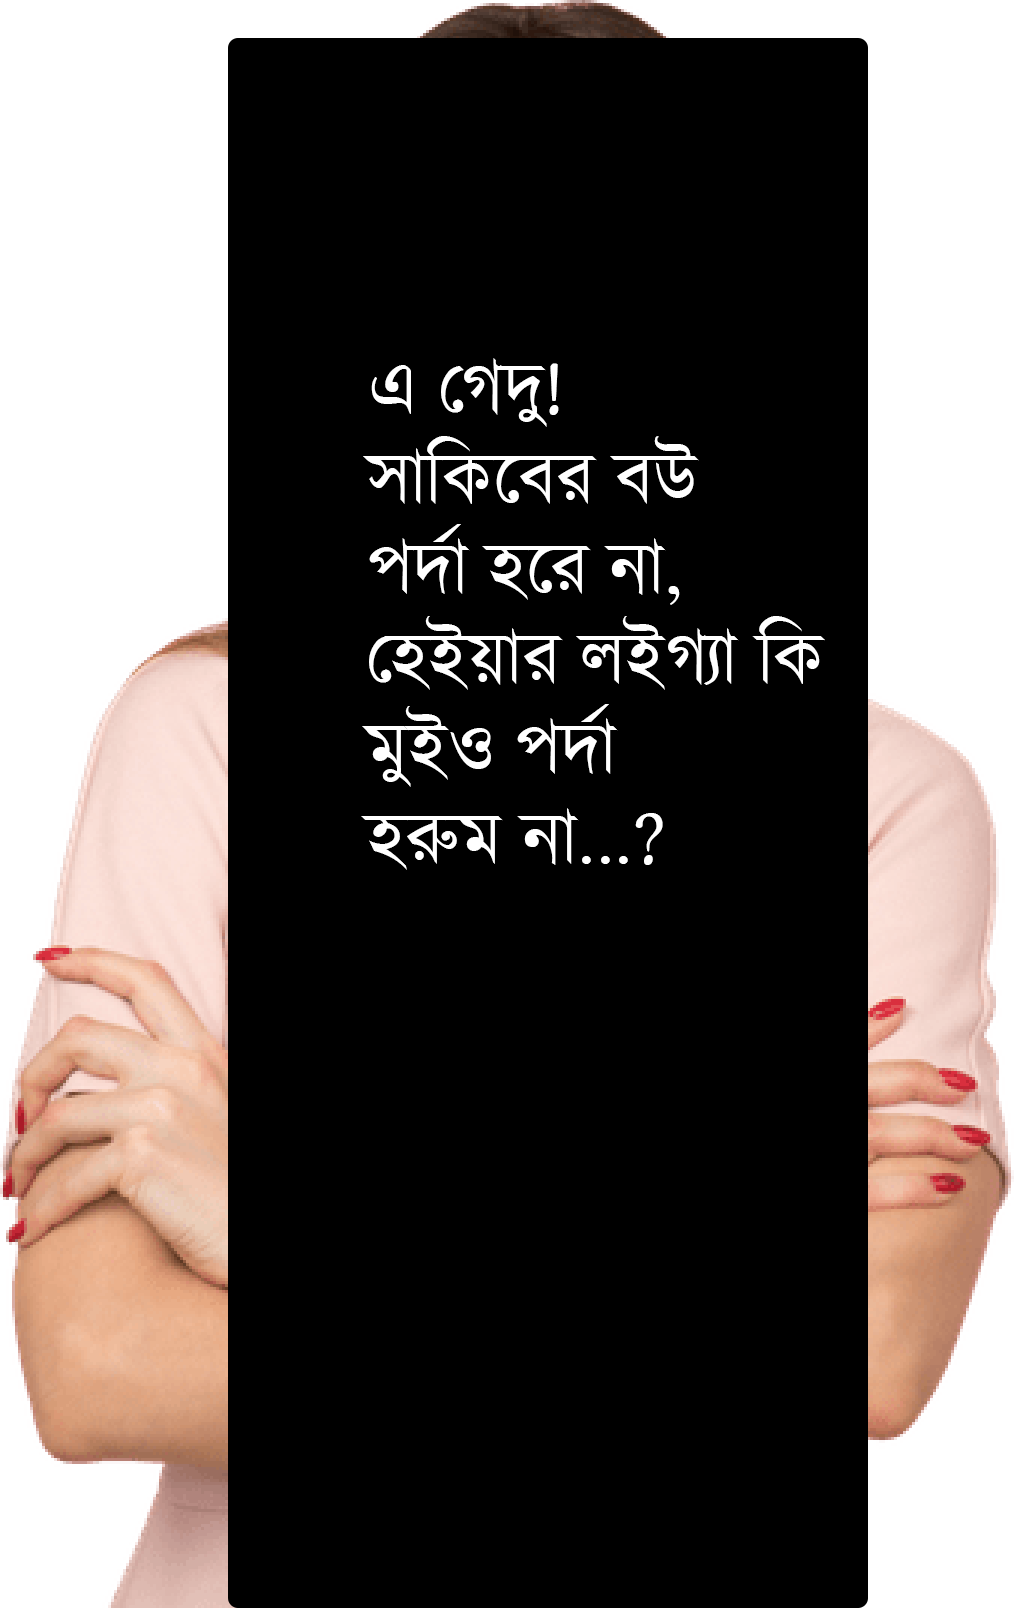 এ গেদু!
সাকিবের বউ
পর্দা হরে না,
হেইয়ার লইগ্যা কি
মুইও পর্দা
হরুম না...?